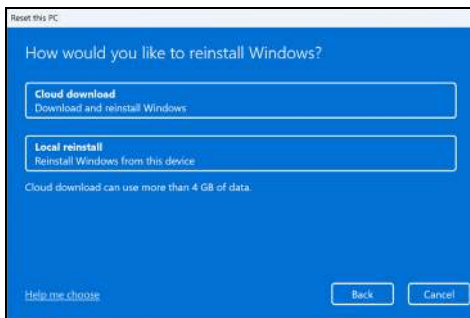 Reset this PC
How would you like to reinstall Windows?
Cloud download
Download and reinstall Windows
Local reinstall
Reinstall Windows from this device
Cloud download can use more than 4 GB of data.
Help me choose
Back
Cancel